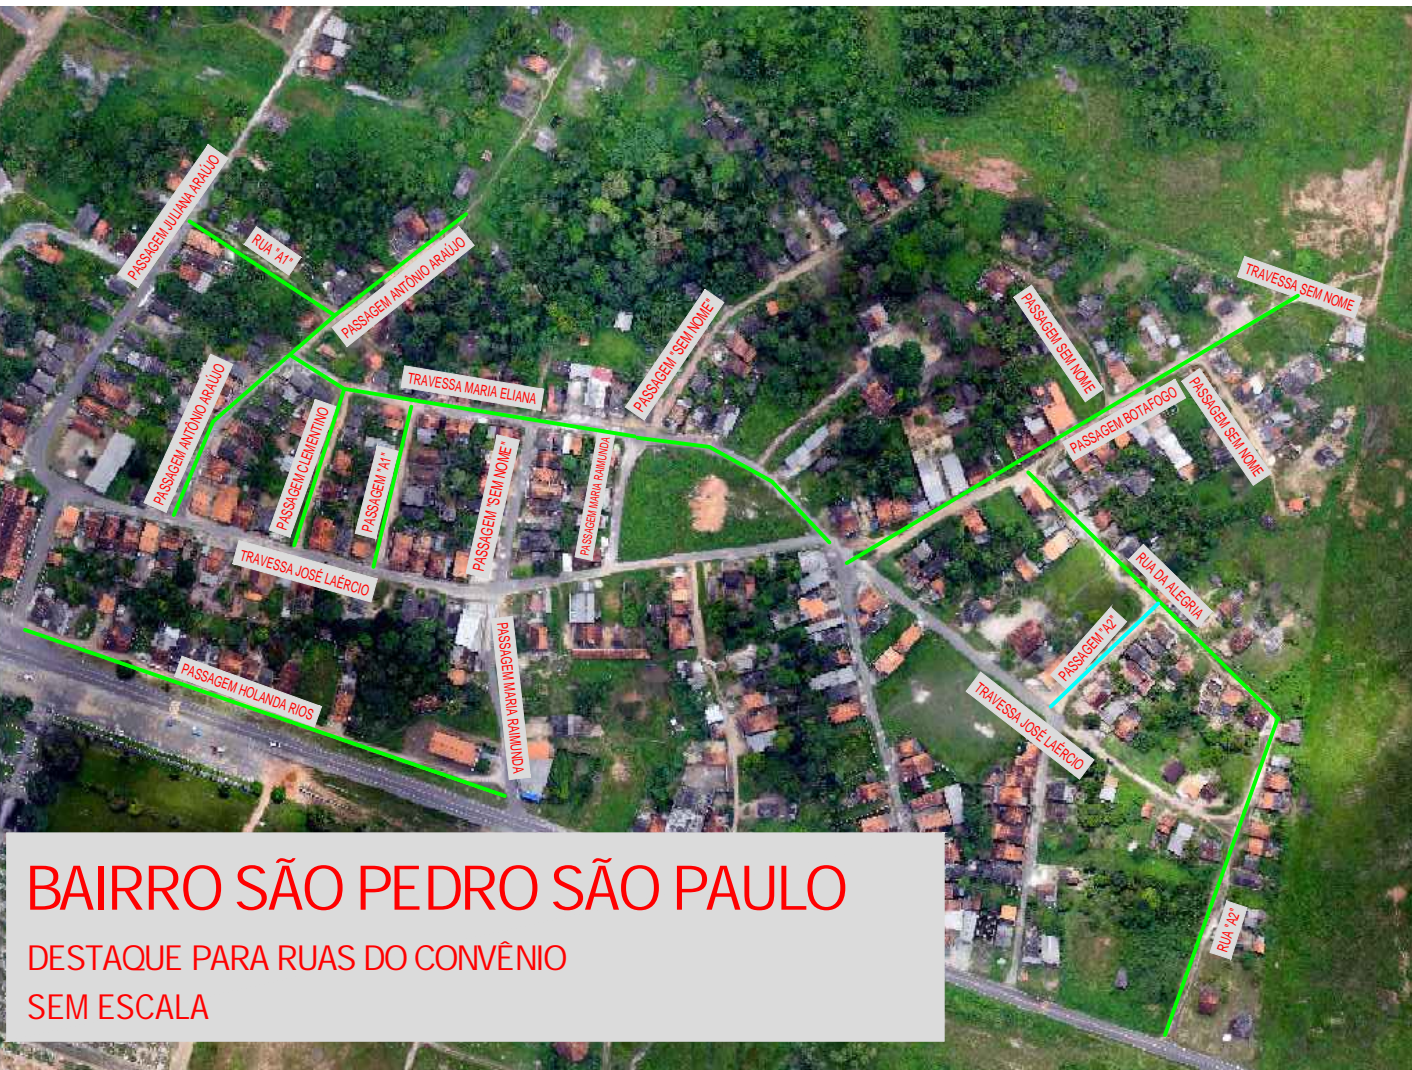 PASSAGEM JULIANA ARAÚJO
RUA "A1"
PASSAGEM ANTÔNIO ARAÚJO
PASSAGEM ANTÔNIO ARAÚJO
PASSAGEM CLEMENTINO
PASSAGEM "A1"
TRAVESSA MARIA ELIANA
PASSAGEM "SEM NOME"
PASSAGEM "SEM NOME"
PASSAGEM MARIA RAIMUNDA
TRAVESSA JOSÉ LAÉRCIO
PASSAGEM HOLANDA RIOS
PASSAGEM MARIA RAIMUNDA
TRAVESSA SEM NOME
PASSAGEM SEM NOME
PASSAGEM BOTAFOGO
PASSAGEM SEM NOME
RUA DA ALEGRIA
PASSAGEM "A2"
TRAVESSA JOSÉ LAÉRCIO
RUA "A2"
BAIRRO SÃO PEDRO SÃO PAULO
DESTAQUE PARA RUAS DO CONVÊNIO
SEM ESCALA